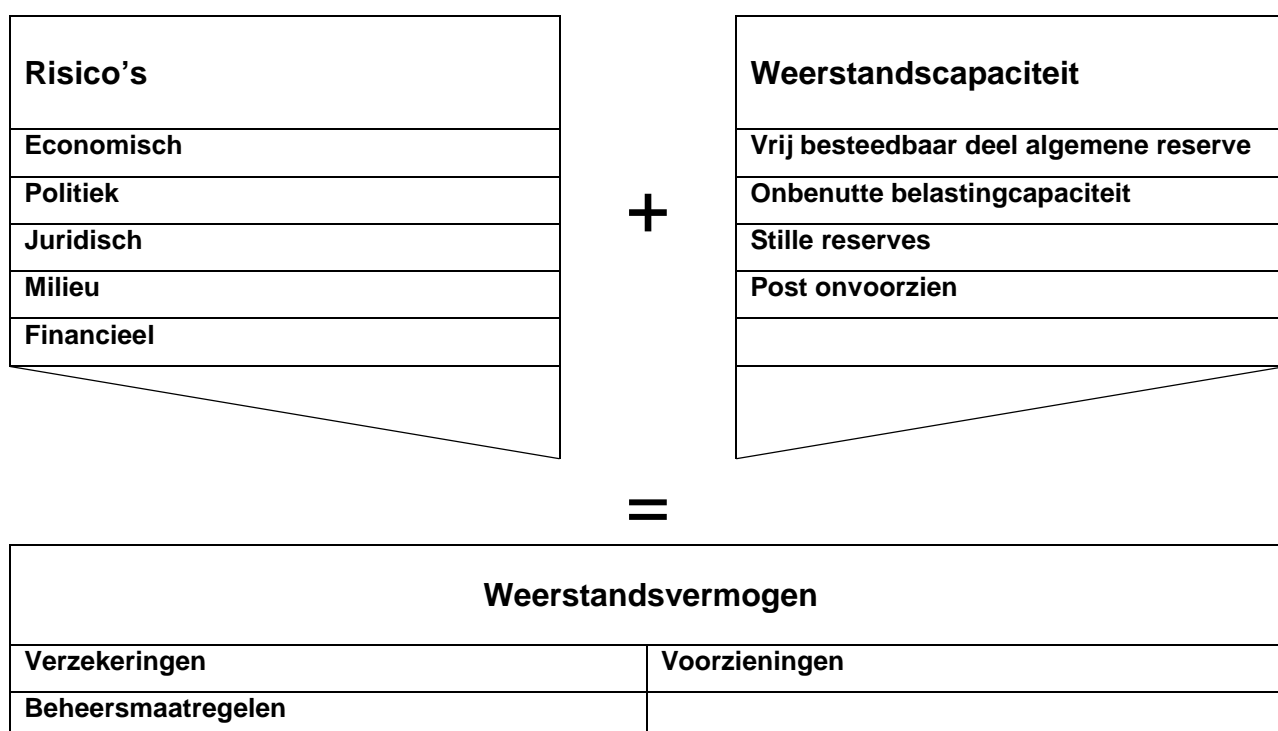 Risico’s
Economisch
Politiek
Juridisch
Milieu
Financieel
+
Weerstandscapaciteit
Vrij besteedbaar deel algemene reserve
Onbenutte belastingcapaciteit
Stille reserves
Post onvoorzien
=
Weerstandsvermogen
Verzekeringen
Voorzieningen
Beheersmaatregelen